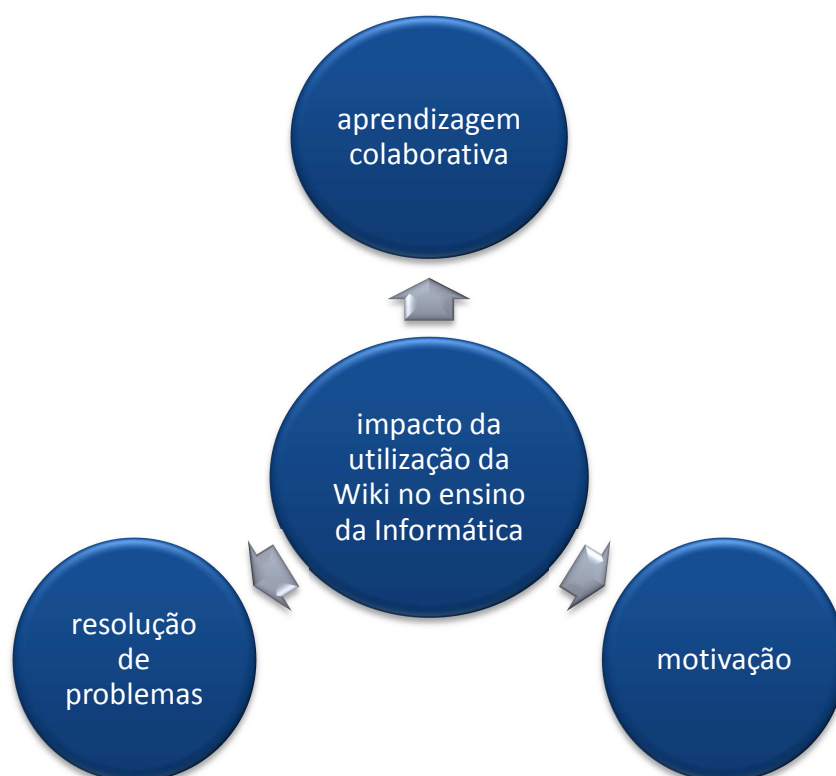 aprendizagem
colaborativa
impacto da
utilização da
Wiki no ensino
da Informática
resolução
de
problemas
motivação